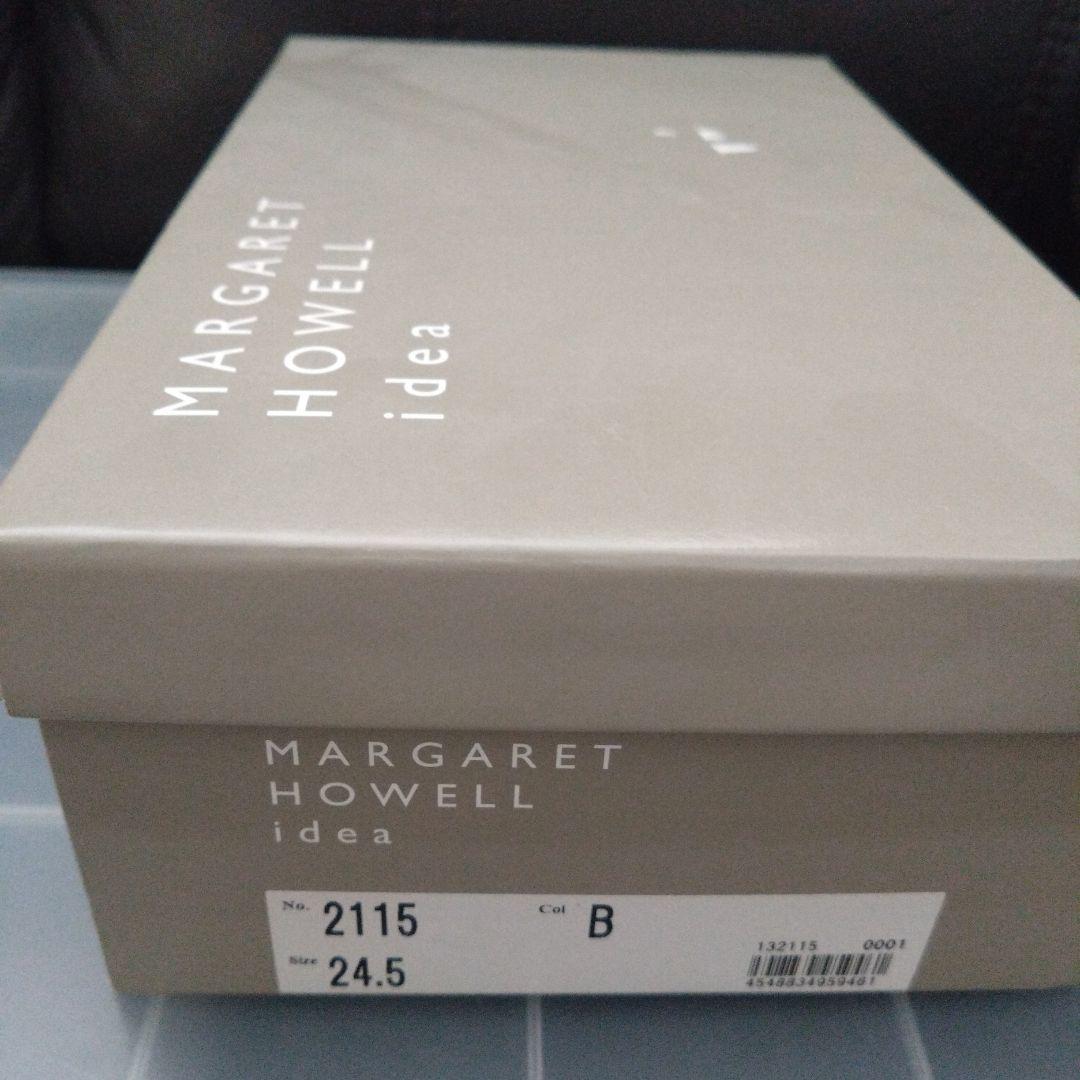 MARGARET
HOWELL
idea
MARGARET
HOWELL
idea
No. 2115 Col B
Size 24.5
132115 0001
4548834959461